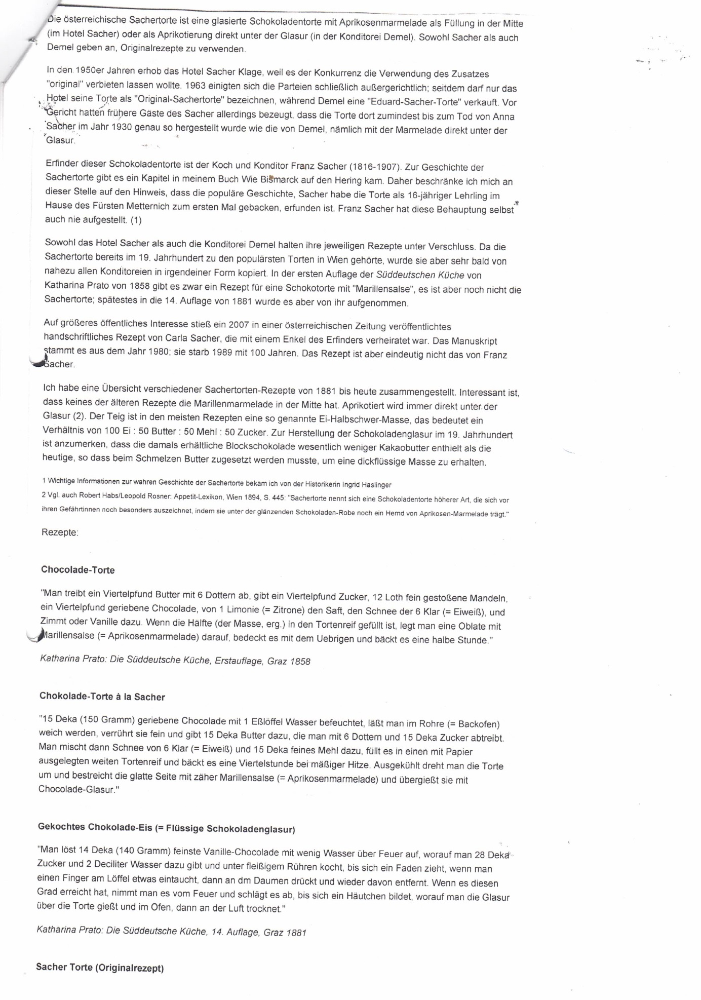 Die österreichische Sachertorte ist eine glasierte Schokoladentorte mit Aprikosenmarmelade als Füllung in der Mitte
(im Hotel Sacher) oder als Aprikotierung direkt unter der Glasur (in der Konditorei Demel). Sowohl Sacher als auch
Demel geben an, Originalrezepte zu verwenden.
In den 1950er Jahren erhob das Hotel Sacher Klage, weil es der Konkurrenz die Verwendung des Zusatzes
"original" verbieten lassen wollte. 1963 einigten sich die Parteien schließlich außergerichtlich; seitdem darf nur das
Hotel seine Torte als "Original-Sachertorte" bezeichnen, während Demel eine "Eduard-Sacher-Torte" verkauft. Vor
Gericht hatten frühere Gäste des Sacher allerdings bezeugt, dass die Torte dort zumindest bis zum Tod von Anna
Sacher im Jahr 1930 genau so hergestellt wurde wie die von Demel, nämlich mit der Marmelade direkt unter der
Glasur.
Erfinder dieser Schokoladentorte ist der Koch und Konditor Franz Sacher (1816-1907). Zur Geschichte der
Sachertorte gibt es ein Kapitel in meinem Buch Wie Bismarck auf den Hering kam. Daher beschränke ich mich an
dieser Stelle auf den Hinweis, dass die populäre Geschichte, Sacher habe die Torte als 16-jähriger Lehrling im
Hause des Fürsten Metternich zum ersten Mal gebacken, erfunden ist. Franz Sacher hat diese Behauptung selbst
auch nie aufgestellt. (1)
Sowohl das Hotel Sacher als auch die Konditorei Demel halten ihre jeweiligen Rezepte unter Verschluss. Da die
Sachertorte bereits im 19. Jahrhundert zu den populärsten Torten in Wien gehörte, wurde sie aber sehr bald von
nahezu allen Konditoreien in irgendeiner Form kopiert. In der ersten Auflage der Süddeutschen Küche von
Katharina Prato von 1858 gibt es zwar ein Rezept für eine Schokotorte mit "Marillensalse", es ist aber noch nicht die
Sachertorte; spätestes in die 14. Auflage von 1881 wurde es aber von ihr aufgenommen.
Auf größeres öffentliches Interesse stieß ein 2007 in einer österreichischen Zeitung veröffentlichtes
handschriftliches Rezept von Carla Sacher, die mit einem Enkel des Erfinders verheiratet war. Das Manuskript
stammt es aus dem Jahr 1980; sie starb 1989 mit 100 Jahren. Das Rezept ist aber eindeutig nicht das von Franz
Sacher.
Ich habe eine Übersicht verschiedener Sachertorten-Rezepte von 1881 bis heute zusammengestellt. Interessant ist,
dass keines der älteren Rezepte die Marillenmarmelade in der Mitte hat. Aprikotiert wird immer direkt unter der
Glasur (2). Der Teig ist in den meisten Rezepten eine so genannte Ei-Halbschwer-Masse, das bedeutet ein
Verhältnis von 100 Ei : 50 Butter : 50 Mehl : 50 Zucker. Zur Herstellung der Schokoladenglasur im 19. Jahrhundert
ist anzumerken, dass die damals erhältliche Blockschokolade wesentlich weniger Kakaobutter enthielt als die
heutige, so dass beim Schmelzen Butter zugesetzt werden musste, um eine dickflüssige Masse zu erhalten.
1 Wichtige Informationen zur wahren Geschichte der Sachertorte bekam ich von der Historikerin Ingrid Haslinger
2 Vgl. auch Robert Habs/Leopold Rosner: Appetit-Lexikon, Wien 1894, S. 445: "Sachertorte nennt sich eine Schokoladentorte höherer Art, die sich vor
ihren Gefährtinnen noch besonders auszeichnet, indem sie unter der glänzenden Schokoladen-Robe noch ein Hemd von Aprikosen-Marmelade trägt."
Rezepte:
Chocolade-Torte
"Man treibt ein Viertelpfund Butter mit 6 Dottern ab, gibt ein Viertelpfund Zucker, 12 Loth fein gestoßene Mandeln,
ein Viertelpfund geriebene Chocolade, von 1 Limonie (= Zitrone) den Saft, den Schnee der 6 Klar (= Eiweiß), und
Zimmt oder Vanille dazu. Wenn die Hälfte (der Masse, erg.) in den Tortenreif gefüllt ist, legt man eine Oblate mit
Marillensalse (= Aprikosenmarmelade) darauf, bedeckt es mit dem Uebrigen und bäckt es eine halbe Stunde."
Katharina Prato: Die Süddeutsche Küche, Erstauflage, Graz 1858
Chokolade-Torte à la Sacher
"15 Deka (150 Gramm) geriebene Chocolade mit 1 Eßlöffel Wasser befeuchtet, läßt man im Rohre (= Backofen)
weich werden, verrührt sie fein und gibt 15 Deka Butter dazu, die man mit 6 Dottern und 15 Deka Zucker abtreibt.
Man mischt dann Schnee von 6 Klar (= Eiweiß) und 15 Deka feines Mehl dazu, füllt es in einen mit Papier
ausgelegten weiten Tortenreif und bäckt es eine Viertelstunde bei mäßiger Hitze. Ausgekühlt dreht man die Torte
um und bestreicht die glatte Seite mit zäher Marillensalse (= Aprikosenmarmelade) und übergießt sie mit
Chocolade-Glasur."
Gekochtes Chokolade-Eis (= Flüssige Schokoladenglasur)
"Man löst 14 Deka (140 Gramm) feinste Vanille-Chocolade mit wenig Wasser über Feuer auf, worauf man 28 Deka
Zucker und 2 Deciliter Wasser dazu gibt und unter fleißigem Rühren kocht, bis sich ein Faden zieht, wenn man
einen Finger am Löffel etwas eintaucht, dann an dm Daumen drückt und wieder davon entfernt. Wenn es diesen
Grad erreicht hat, nimmt man es vom Feuer und schlägt es ab, bis sich ein Häutchen bildet, worauf man die Glasur
über die Torte gießt und im Ofen, dann an der Luft trocknet."
Katharina Prato: Die Süddeutsche Küche, 14. Auflage, Graz 1881
Sacher Torte (Originalrezept)